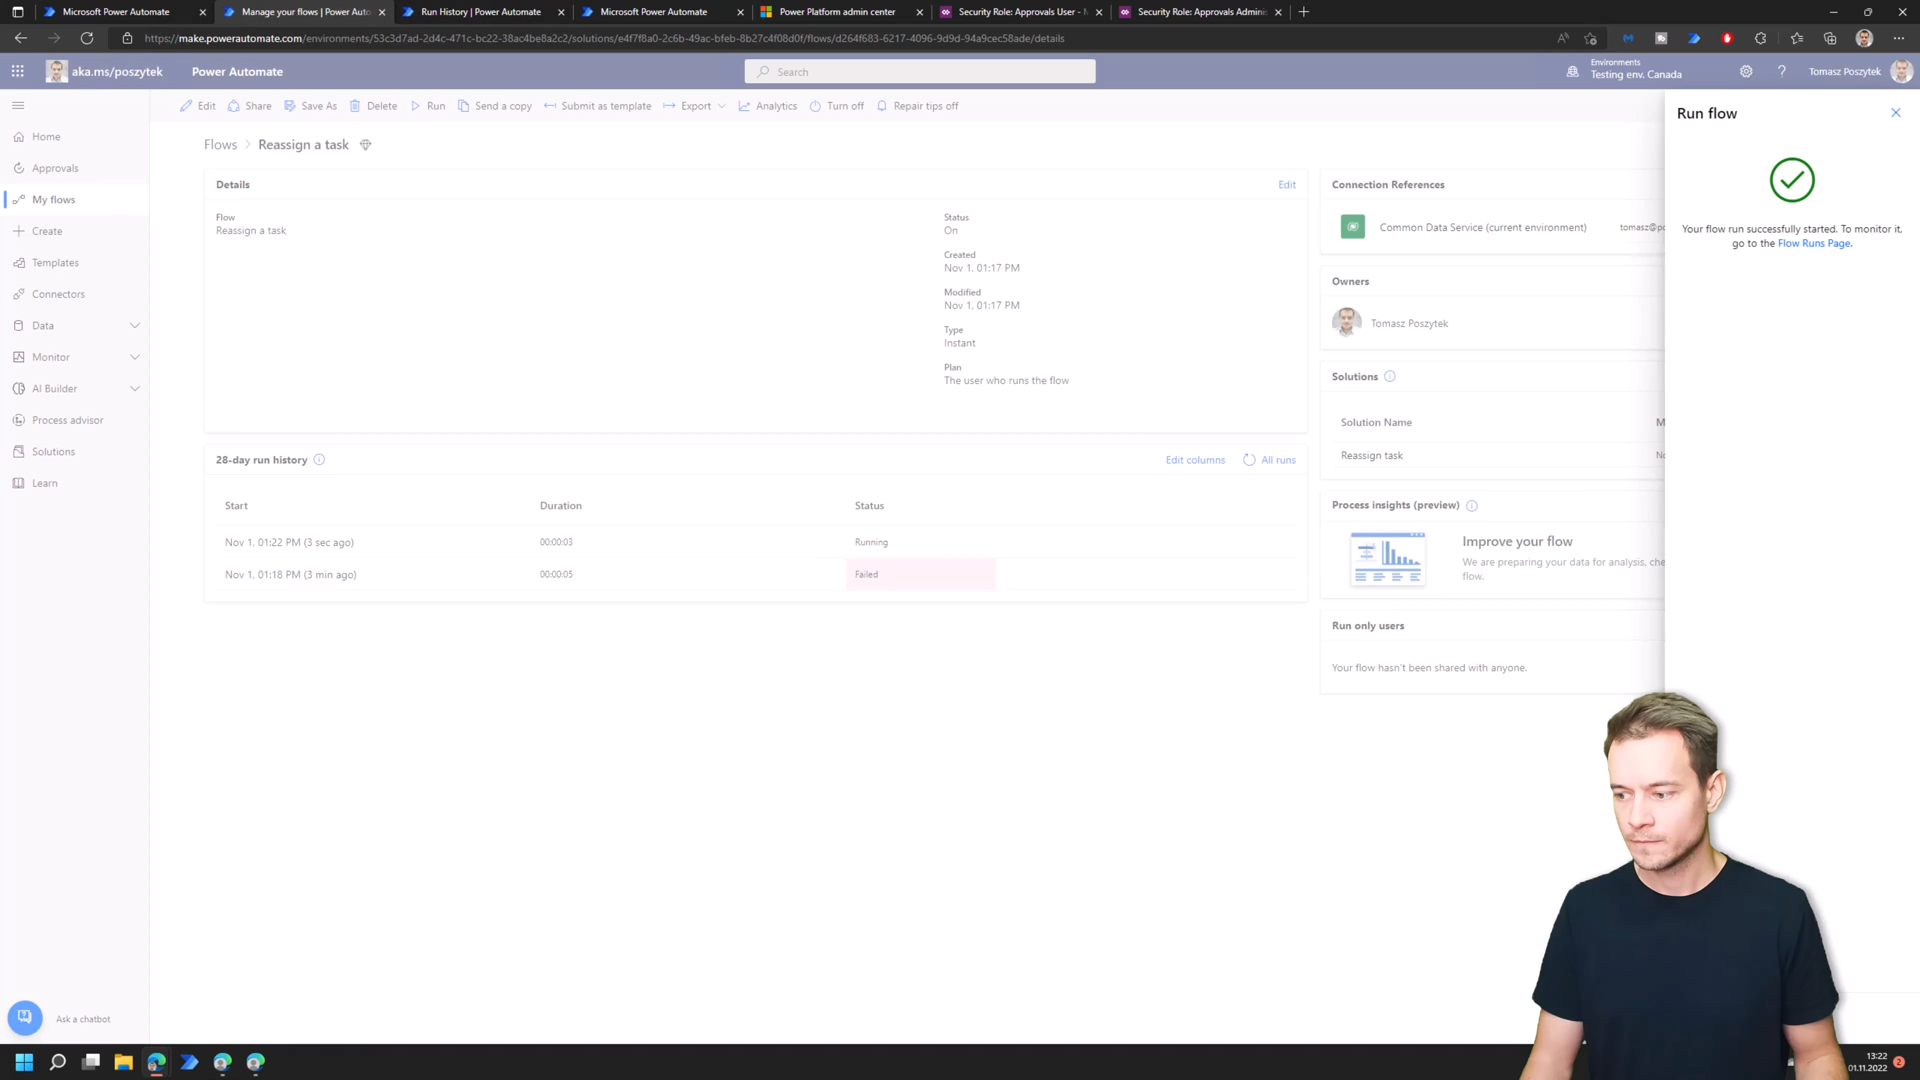 Microsoft Power Automate
Manage your flows | Power Auto
Run History | Power Automate
Microsoft Power Automate
Power Platform admin center
Security Role: Approvals User -
Security Role: Approvals Admini
https://make.powerautomate.com/environments/53c3d7ad-2d4c-471c-bc22-38ac4be8a2c2/solutions/e4f7f8a0-2c6b-49ac-bfeb-8b27c4f08d0f/flows/d264f683-6217-4096-9d9d-94a9cec58ade/details
aka.ms/poszytek
Power Automate
Search
Environments
Testing env. Canada
Tomasz Poszytek
Edit
Share
Save As
Delete
Run
Send a copy
Submit as template
Export
Analytics
Turn off
Repair tips off
Home
Approvals
My flows
Create
Templates
Connectors
Data
Monitor
AI Builder
Process advisor
Solutions
Learn
Ask a chatbot
Flows > Reassign a task
Details
Edit
Flow
Reassign a task
Status
On
Created
Nov 1, 01:17 PM
Modified
Nov 1, 01:17 PM
Type
Instant
Plan
The user who runs the flow
28-day run history
Edit columns
All runs
Start Duration Status
Nov 1, 01:22 PM (3 sec ago) 00:00:03 Running
Nov 1, 01:18 PM (3 min ago) 00:00:05 Failed
Connection References
Common Data Service (current environment)
tomasz@po
Owners
Tomasz Poszytek
Solutions
Solution Name M
Reassign task No
Process insights (preview)
Improve your flow
We are preparing your data for analysis, che
flow.
Run only users
Your flow hasn't been shared with anyone.
Run flow
Your flow run successfully started. To monitor it,
go to the Flow Runs Page.
13:22
01.11.2022
2